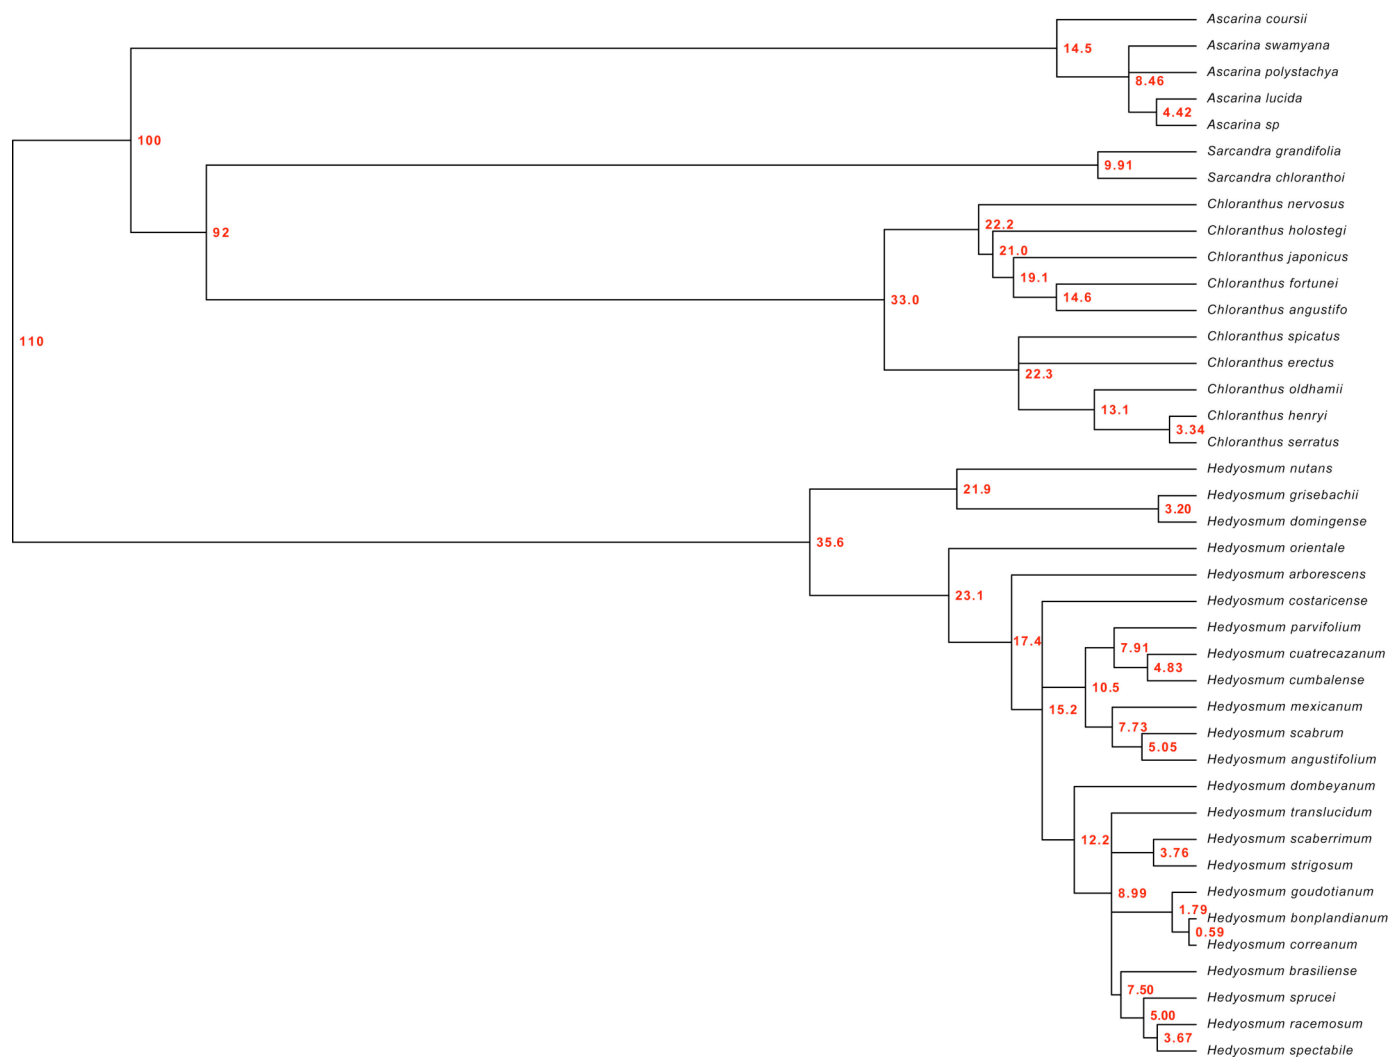 Ascarina coursii
14.5
Ascarina swamyana
Ascarina polystachya
8.46
Ascarina lucida
4.42
Ascarina sp
100
Sarcandra grandifolia
9.91
Sarcandra chloranthoi
Chloranthus nervosus
22.2
92
Chloranthus holostegi
21.0
Chloranthus japonicus
19.1
Chloranthus fortunei
14.6
33.0
Chloranthus angustifo
Chloranthus spicatus
110
Chloranthus erectus
22.3
Chloranthus oldhamii
13.1
Chloranthus henryi
3.34
Chloranthus serratus
Hedyosmum nutans
21.9
Hedyosmum grisebachii
3.20
Hedyosmum domingense
35.6
Hedyosmum orientale
Hedyosmum arborescens
23.1
Hedyosmum costaricense
Hedyosmum parvifolium
17.4
7.91
Hedyosmum cuatrecazanum
4.83
Hedyosmum cumbalense
10.5
Hedyosmum mexicanum
15.2
7.73
Hedyosmum scabrum
5.05
Hedyosmum angustifolium
Hedyosmum dombeyanum
Hedyosmum translucidum
12.2
Hedyosmum scaberrimum
3.76
Hedyosmum strigosum
8.99
Hedyosmum goudotianum
1.79
Hedyosmum bonplandianum
0.59
Hedyosmum correanum
Hedyosmum brasiliense
7.50
Hedyosmum sprucei
5.00
Hedyosmum racemosum
3.67
Hedyosmum spectabile